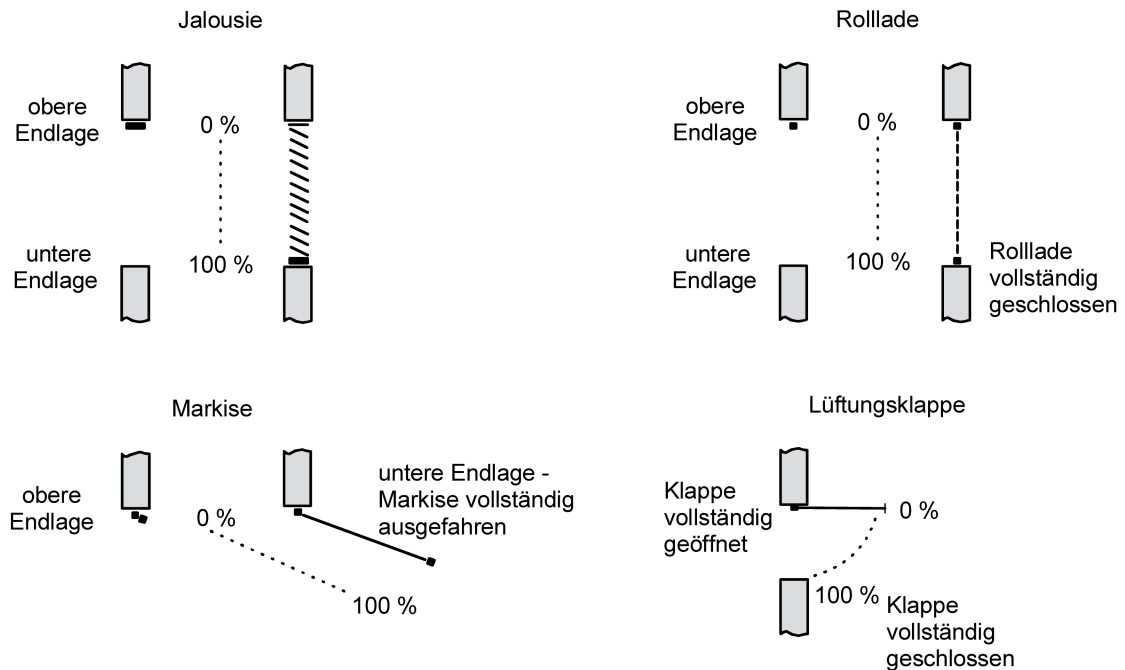 Jalousie
obere
Endlage
0 %
untere
Endlage
100 %
Rolllade
obere
Endlage
0 %
untere
Endlage
100 %
Rolllade
vollständig
geschlossen
Markise
obere
Endlage
0 %
100 %
untere Endlage -
Markise vollständig
ausgefahren
Lüftungsklappe
Klappe
vollständig
geöffnet
0 %
100 %
Klappe
vollständig
geschlossen